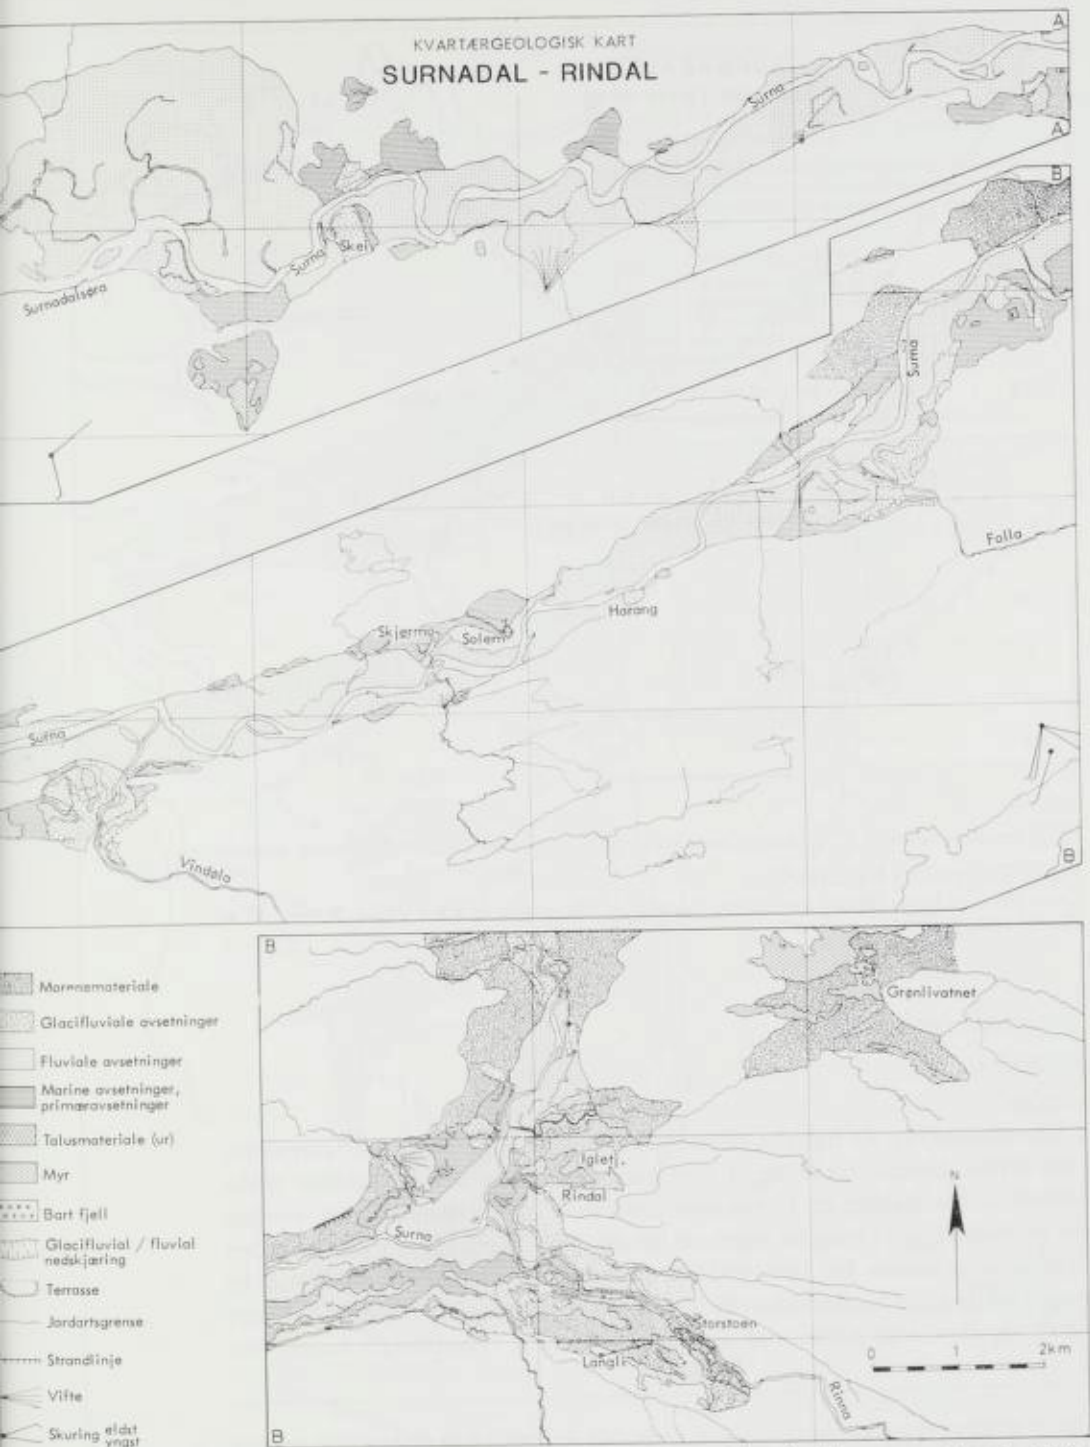 KVARTÆRGEOLOGISK KART
SURNADAL - RINDAL
A
Surna
A
B
Skei
Surna
Surnadalsøra
Surna
Folla
Harang
Skjermo
Solem
Surna
Vindøla
B
B
Morenemateriale
Glacifluviale avsetninger
Fluviale avsetninger
Marine avsetninger,
primæravsetninger
Talusmateriale (ur)
Myr
Bart fjell
Glacifluvial / fluvial
nedskjæring
Terrasse
Jordartsgrense
Strandlinje
Vifte
Skuring eldst
yngst
Grønlivatnet
Igletj.
Rindal
Surna
N
Storstoen
0 1 2km
Langli
Rinna
B